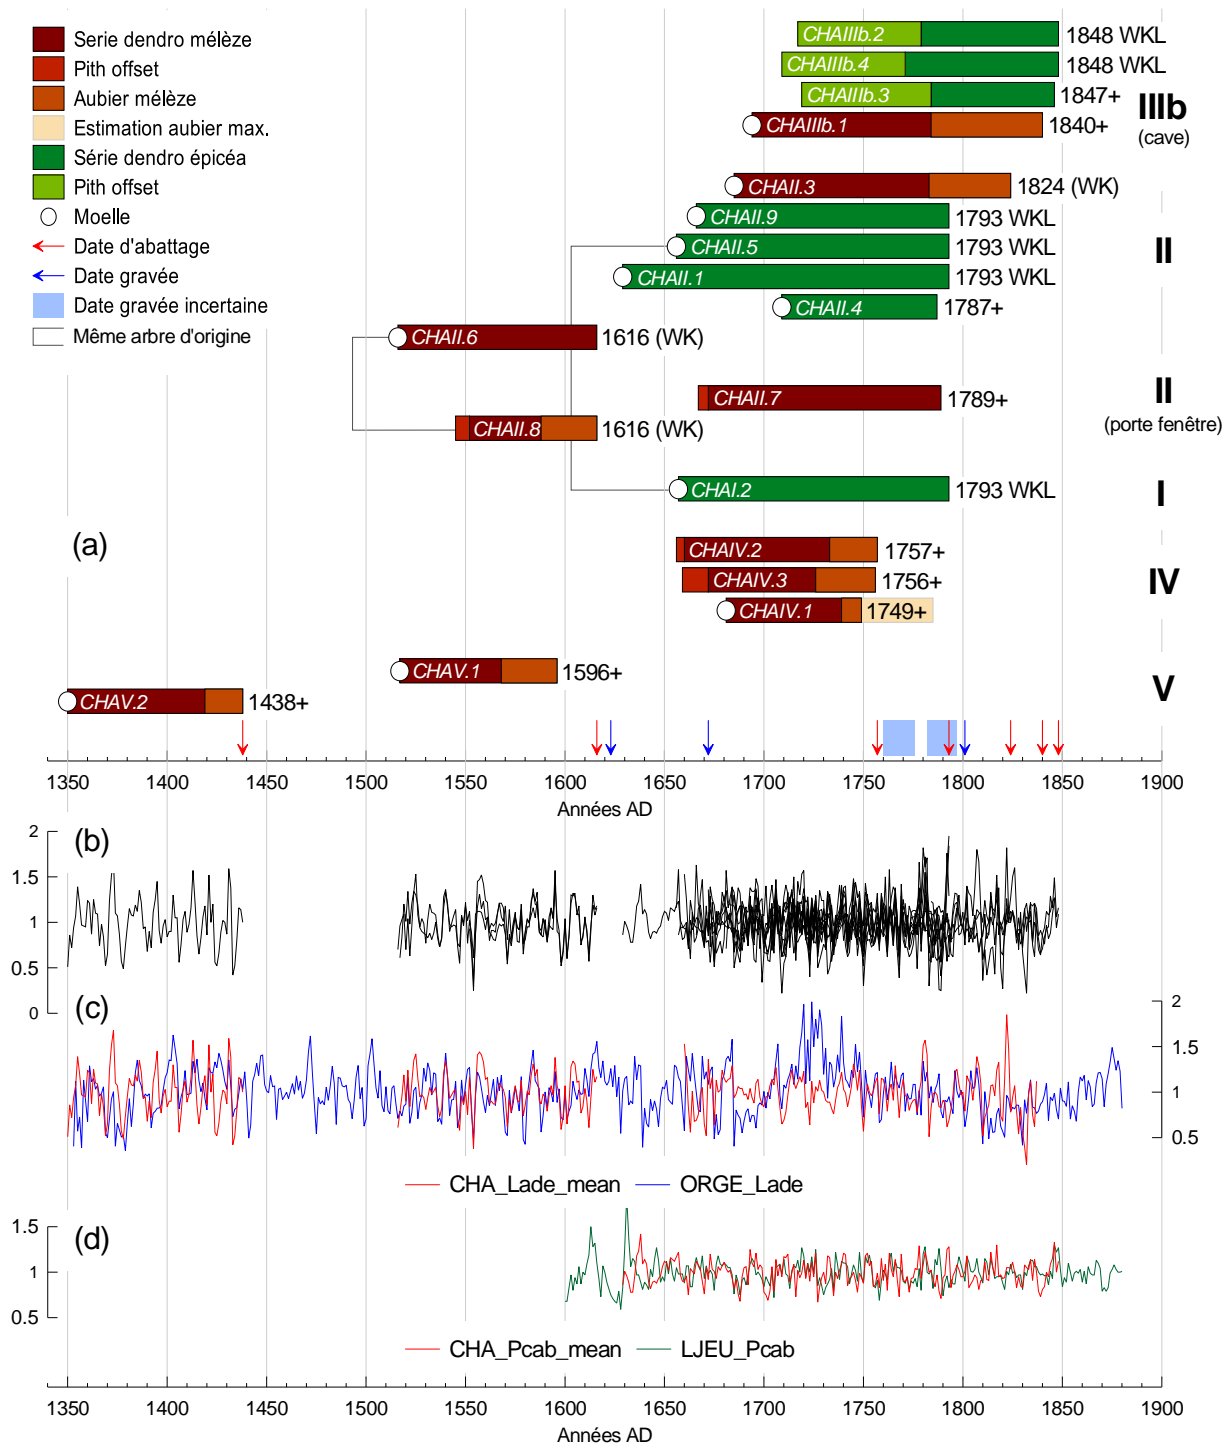 Serie dendro mélèze
Pith offset
Aubier mélèze
Estimation aubier max.
Série dendro épicéa
Pith offset
Moelle
Date d'abattage
Date gravée
Date gravée incertaine
Même arbre d'origine
CHAIIIb.2 1848 WKL
CHAIIIb.4 1848 WKL
CHAIIIb.3 1847+
CHAIIIb.1 1840+
IIIb
(cave)
CHAII.3 1824 (WK)
CHAII.9 1793 WKL
CHAII.5 1793 WKL
CHAII.1 1793 WKL
CHAII.4 1787+
II
CHAII.6 1616 (WK)
CHAII.7 1789+
II
(porte fenêtre)
CHAII.8 1616 (WK)
CHAI.2 1793 WKL
I
(a)
CHAIV.2 1757+
CHAIV.3 1756+
CHAIV.1 1749+
IV
CHAV.1 1596+
CHAV.2 1438+
V
1350 1400 1450 1500 1550 1600 1650 1700 1750 1800 1850 1900
Années AD
(b)
2
1.5
1
0.5
0
(c)
2
1.5
1
0.5
CHA_Lade_mean ORGE_Lade
(d)
1.5
1
0.5
CHA_Pcab_mean LJEU_Pcab
1350 1400 1450 1500 1550 1600 1650 1700 1750 1800 1850 1900
Années AD